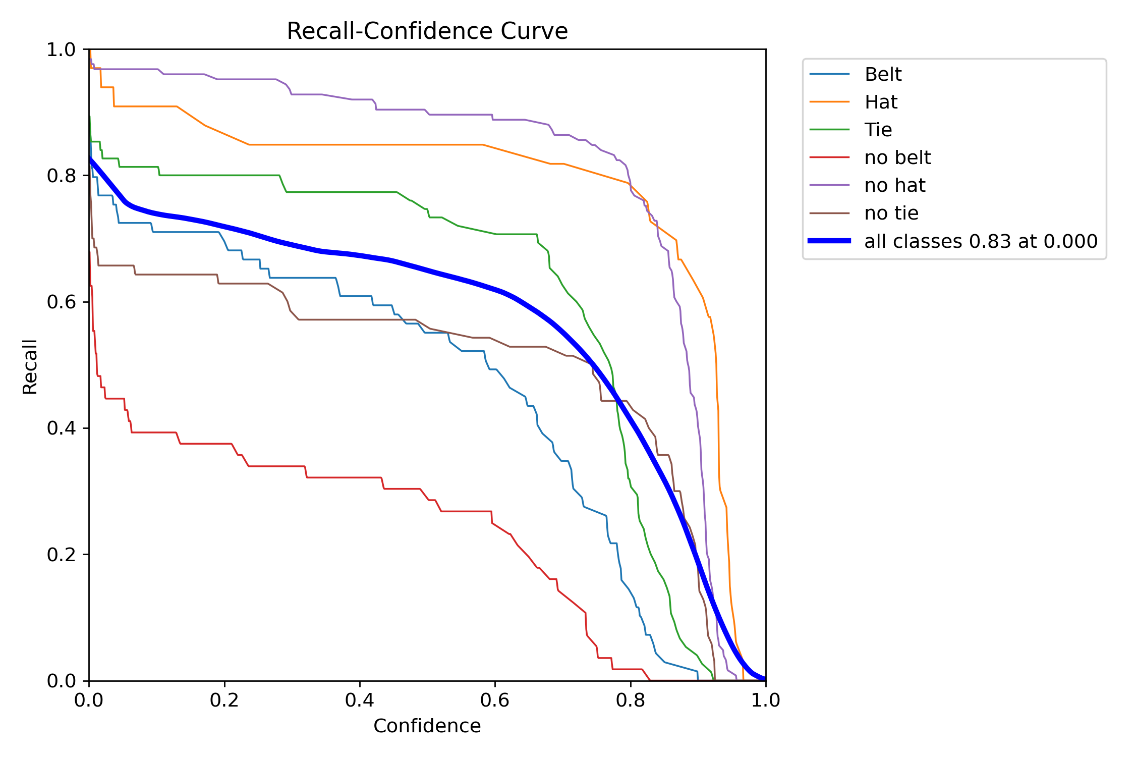 Recall-Confidence Curve
1.0
0.8
0.6
0.4
0.2
0.0
Recall
0.0 0.2 0.4 0.6 0.8 1.0
Confidence
Belt
Hat
Tie
no belt
no hat
no tie
all classes 0.83 at 0.000